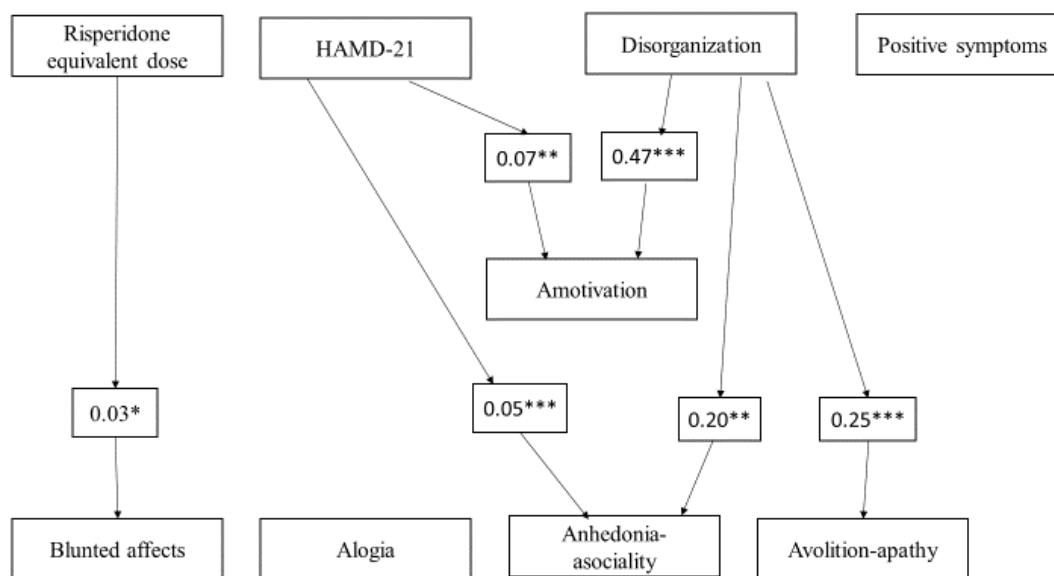 Risperidone
equivalent dose
HAMD-21
Disorganization
Positive symptoms
0.07**
0.47***
Amotivation
0.03*
0.05***
0.20**
0.25***
Blunted affects
Alogia
Anhedonia-
asociality
Avolition-apathy